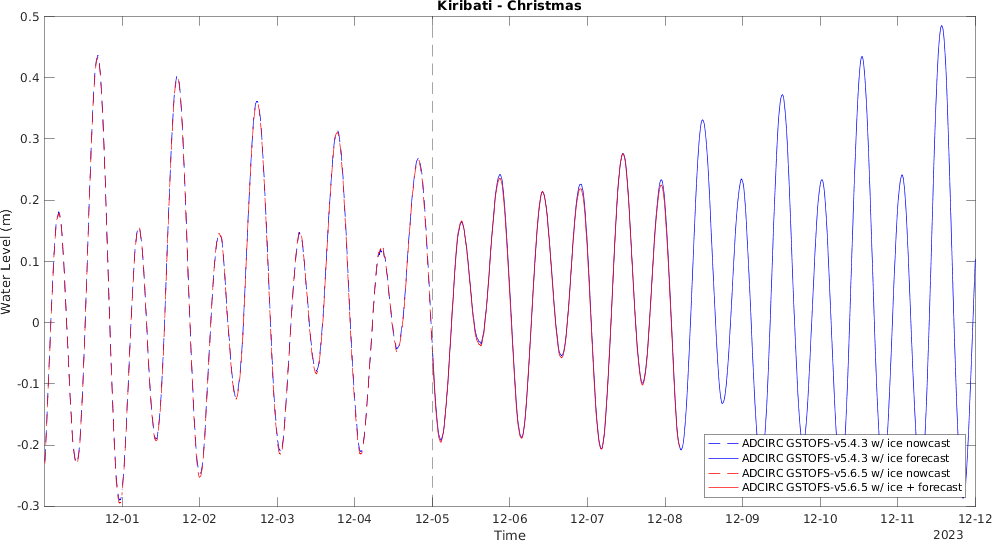 Kiribati - Christmas
0.5
0.4
0.3
0.2
0.1
0
-0.1
-0.2
-0.3
Water Level (m)
ADCIRC GSTOFS-v5.4.3 w/ ice nowcast
ADCIRC GSTOFS-v5.4.3 w/ ice forecast
ADCIRC GSTOFS-v5.6.5 w/ ice nowcast
ADCIRC GSTOFS-v5.6.5 w/ ice + forecast
12-01 12-02 12-03 12-04 12-05 12-06 12-07 12-08 12-09 12-10 12-11 12-12
Time
2023